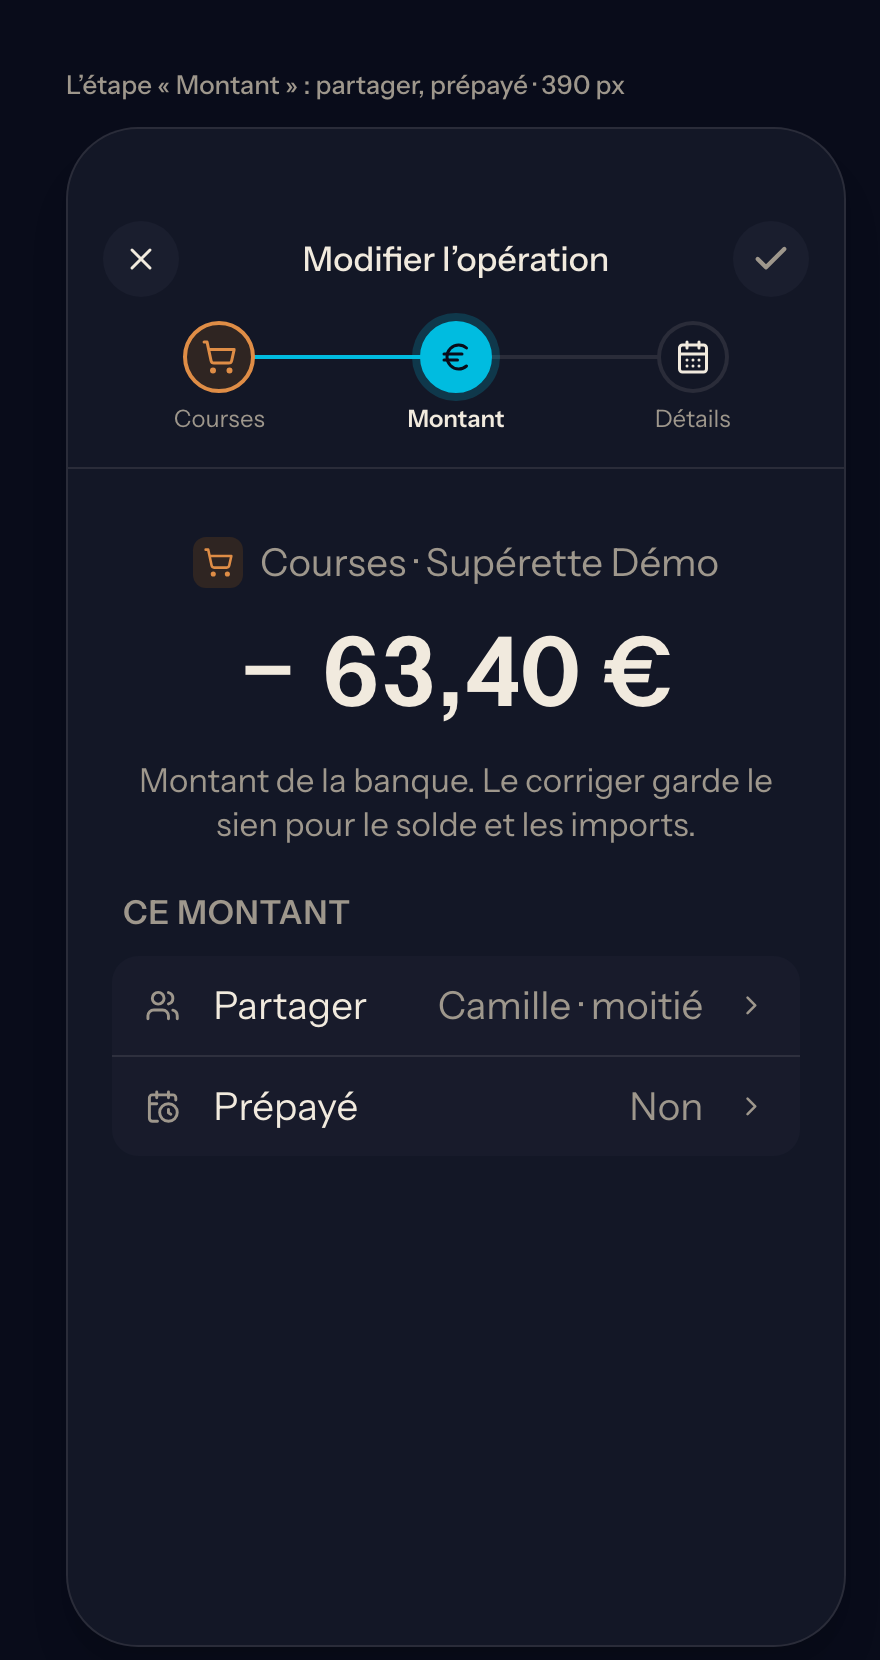 L’étape « Montant » : partager, prépayé · 390 px
Modifier l’opération
€
Courses
Montant
Détails
Courses · Supérette Démo
− 63,40 €
Montant de la banque. Le corriger garde le
sien pour le solde et les imports.
CE MONTANT
Partager
Camille · moitié
Prépayé
Non